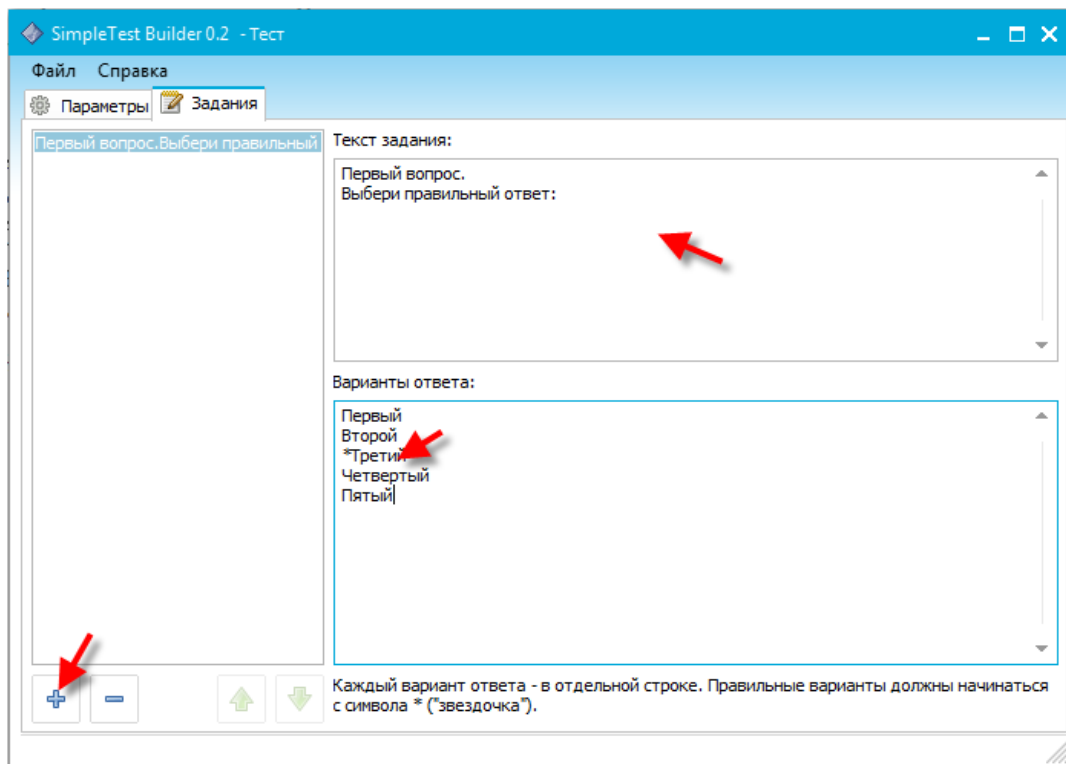 SimpleTest Builder 0.2 - Тест
Файл Справка
Параметры Задания
Первый вопрос.Выбери правильный
Текст задания:
Первый вопрос.
Выбери правильный ответ:
Варианты ответа:
Первый
Второй
*Третий
Четвертый
Пятый
Каждый вариант ответа - в отдельной строке. Правильные варианты должны начинаться
с символа * ("звездочка").